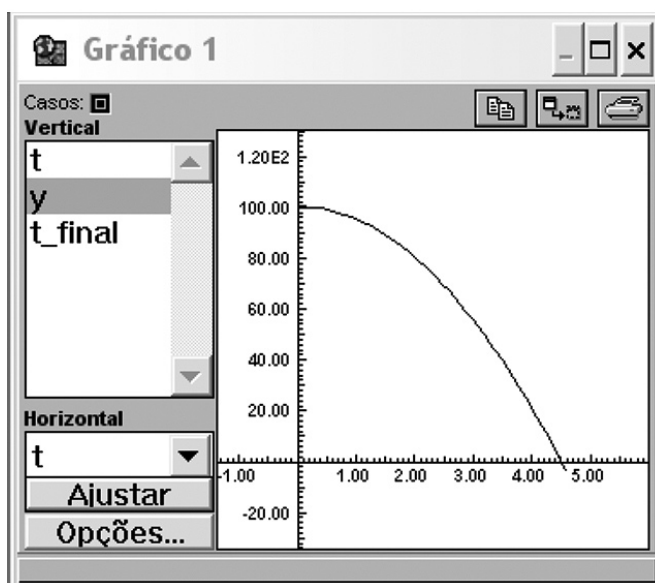 Gráfico 1
Casos:
Vertical
t
y
t_final
Horizontal
t
Ajustar
Opções...
1.20E2
100.00
80.00
60.00
40.00
20.00
-1.00 1.00 2.00 3.00 4.00 5.00
-20.00